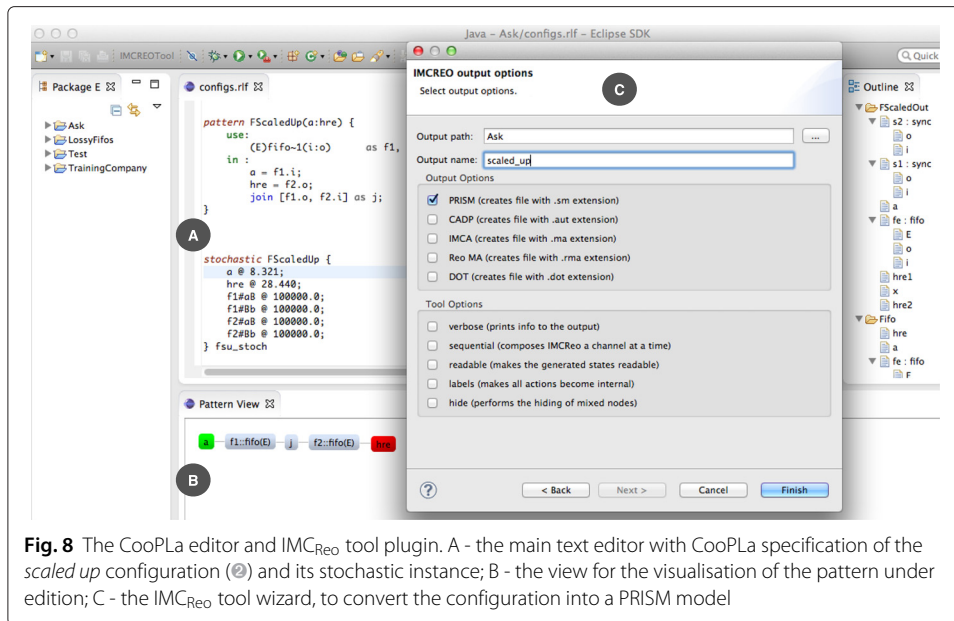 Java – Ask/configs.rlf – Eclipse SDK
IMCREOTool
Quick
Package E
Ask
LossyFifos
Test
TrainingCompany
configs.rlf
pattern FScaledUp(a:hre) {
use:
(E)fifo~1(i:o) as f1,
in :
a = f1.i;
hre = f2.o;
join [f1.o, f2.i] as j;
}
A
stochastic FScaledUp {
a @ 8.321;
hre @ 28.440;
f1#aB @ 100000.0;
f1#Bb @ 100000.0;
f2#aB @ 100000.0;
f2#Bb @ 100000.0;
} fsu_stoch
Pattern View
a f1::fifo(E) j f2::fifo(E) hre
B
IMCREO output options
Select output options.
C
Output path: Ask ...
Output name: scaled_up
Output Options
PRISM (creates file with .sm extension)
CADP (creates file with .aut extension)
IMCA (creates file with .ma extension)
Reo MA (creates file with .rma extension)
DOT (creates file with .dot extension)
Tool Options
verbose (prints info to the output)
sequential (composes IMCReo a channel at a time)
readable (makes the generated states readable)
labels (makes all actions become internal)
hide (performs the hiding of mixed nodes)
? < Back Next > Cancel Finish
Outline
FScaledOut
s2 : sync
o
i
s1 : sync
o
i
a
fe : fifo
E
o
i
hre1
x
hre2
Fifo
hre
a
fe : fifo
E
Fig. 8 The CooPLa editor and IMCReo tool plugin. A - the main text editor with CooPLa specification of the
scaled up configuration (❷) and its stochastic instance; B - the view for the visualisation of the pattern under
edition; C - the IMCReo tool wizard, to convert the configuration into a PRISM model